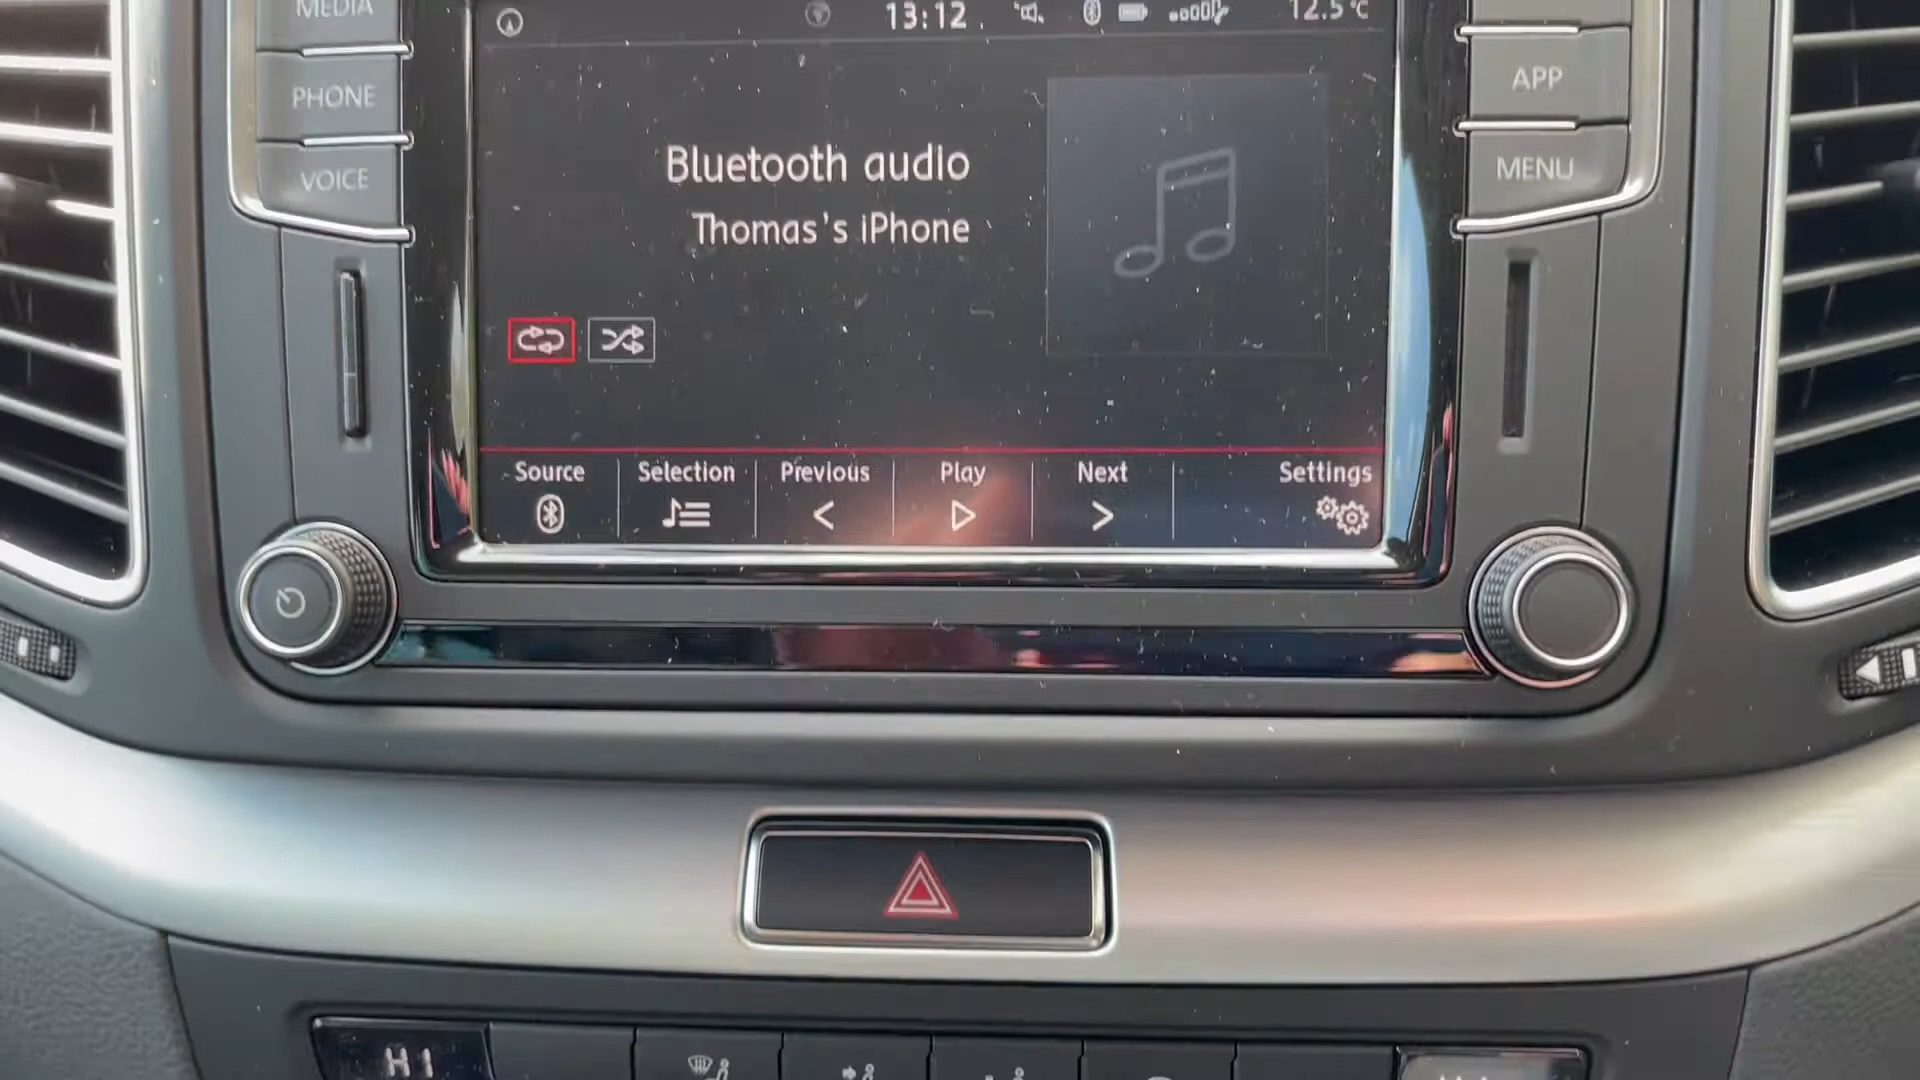 MEDIA
13:12
12.5°C
PHONE
APP
VOICE
MENU
Bluetooth audio
Thomas's iPhone
Source
Selection
Previous
Play
Next
Settings
HI